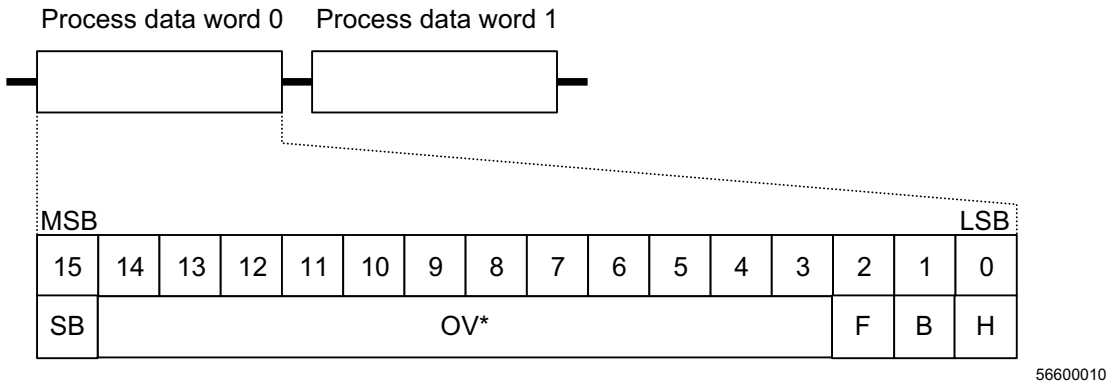 Process data word 0 Process data word 1
MSB LSB
15 14 13 12 11 10 9 8 7 6 5 4 3 2 1 0
SB OV* F B H
56600010